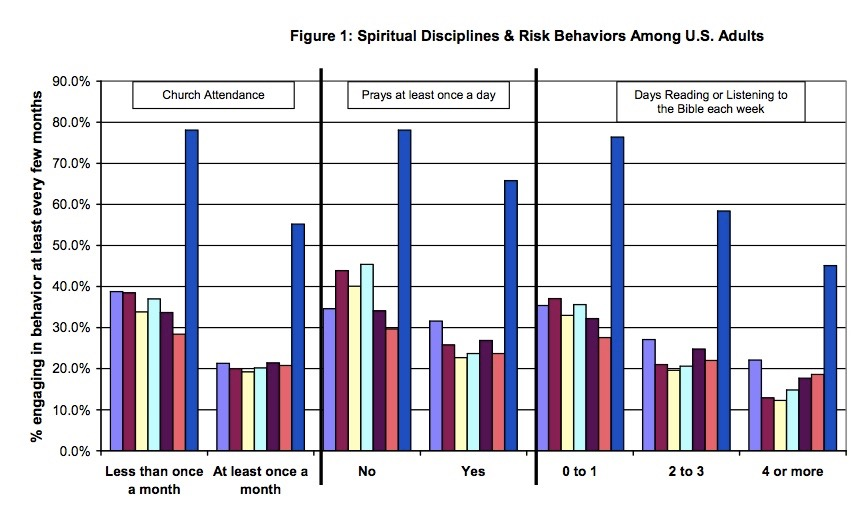 Figure 1: Spiritual Disciplines & Risk Behaviors Among U.S. Adults
% engaging in behavior at least every few months
90.0%
80.0%
70.0%
60.0%
50.0%
40.0%
30.0%
20.0%
10.0%
0.0%
Church Attendance
Prays at least once a day
Days Reading or Listening to
the Bible each week
Less than once
a month
At least once a
month
No
Yes
0 to 1
2 to 3
4 or more